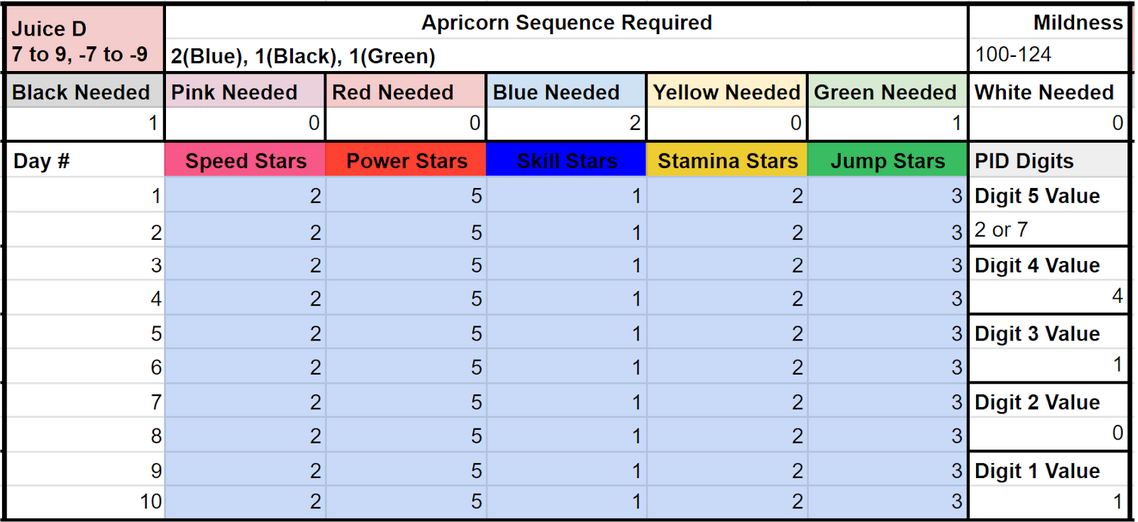 Juice D Apricorn Sequence Required Mildness
7 to 9, -7 to -9 2(Blue), 1(Black), 1(Green) 100-124
Black Needed Pink Needed Red Needed Blue Needed Yellow Needed Green Needed White Needed
1 0 0 2 0 1 0
Day # Speed Stars Power Stars Skill Stars Stamina Stars Jump Stars PID Digits
1 2 5 1 2 3 Digit 5 Value
2 2 5 1 2 3 2 or 7
3 2 5 1 2 3 Digit 4 Value
4 2 5 1 2 3 4
5 2 5 1 2 3 Digit 3 Value
6 2 5 1 2 3 1
7 2 5 1 2 3 Digit 2 Value
8 2 5 1 2 3 0
9 2 5 1 2 3 Digit 1 Value
10 2 5 1 2 3 1